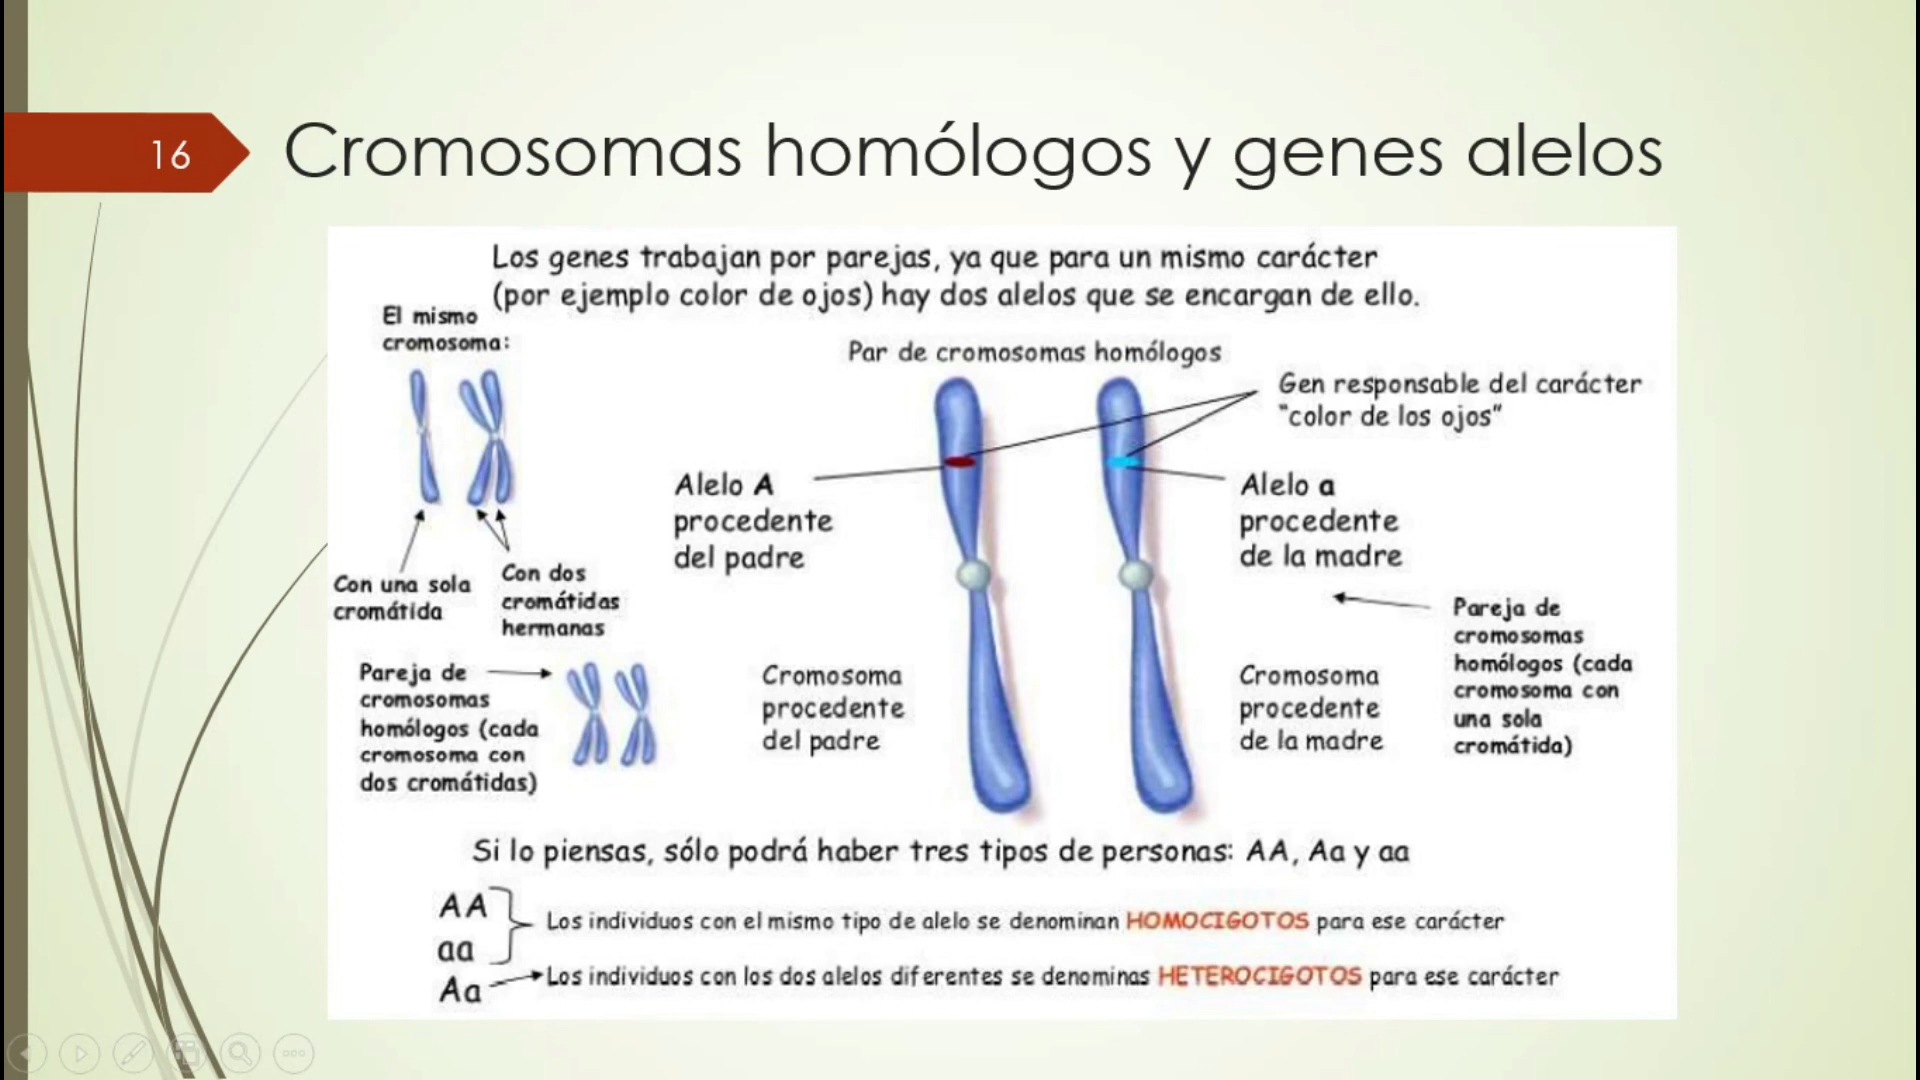 16
Cromosomas homólogos y genes alelos
Los genes trabajan por parejas, ya que para un mismo carácter
(por ejemplo color de ojos) hay dos alelos que se encargan de ello.
El mismo
cromosoma:
Con una sola
cromátida
Con dos
cromátidas
hermanas
Pareja de
cromosomas
homólogos (cada
cromosoma con
dos cromátidas)
Par de cromosomas homólogos
Gen responsable del carácter
"color de los ojos"
Alelo A
procedente
del padre
Alelo a
procedente
de la madre
Cromosoma
procedente
del padre
Cromosoma
procedente
de la madre
Pareja de
cromosomas
homólogos (cada
cromosoma con
una sola
cromátida)
Si lo piensas, sólo podrá haber tres tipos de personas: AA, Aa y aa
AA
aa
Los individuos con el mismo tipo de alelo se denominan HOMOCIGOTOS para ese carácter
Aa
Los individuos con los dos alelos diferentes se denominas HETEROCIGOTOS para ese carácter